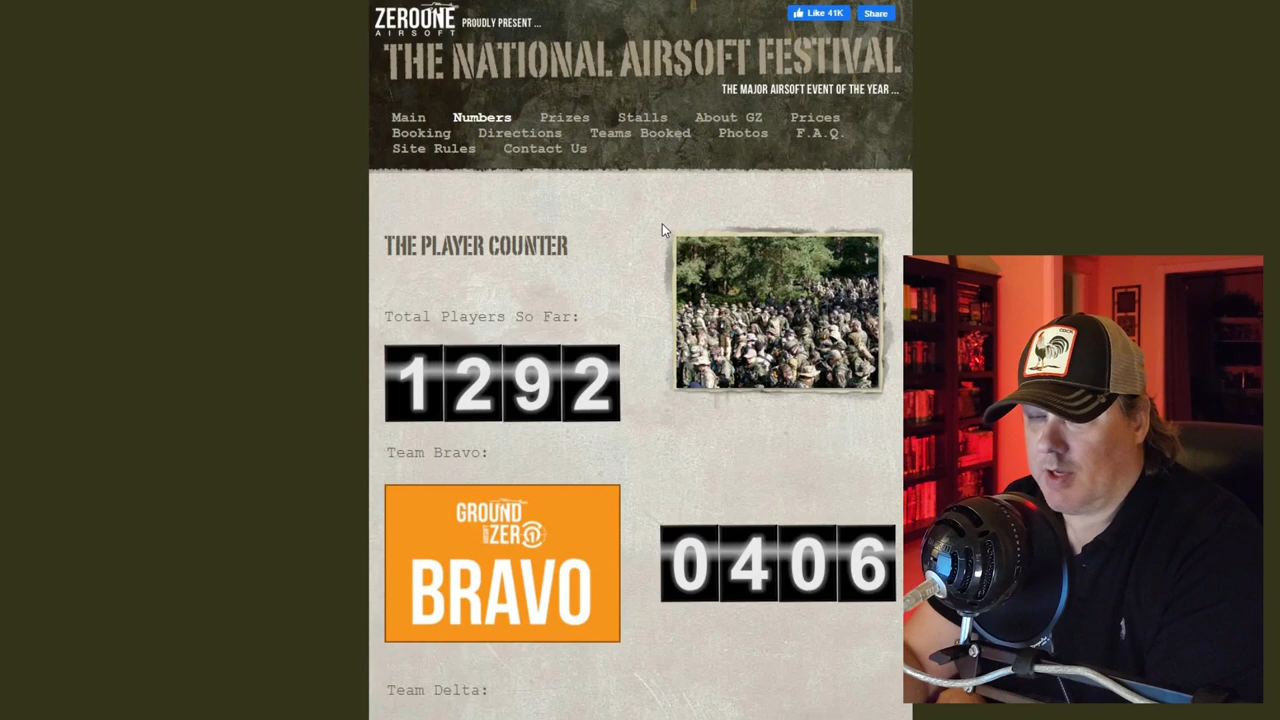 ZEROONE
AIRSOFT
PROUDLY PRESENT ...
Like 41K
Share
THE NATIONAL AIRSOFT FESTIVAL
THE MAJOR AIRSOFT EVENT OF THE YEAR ...
Main Numbers Prizes Stalls About GZ Prices
Booking Directions Teams Booked Photos F.A.Q.
Site Rules Contact Us
THE PLAYER COUNTER
Total Players So Far:
1292
Team Bravo:
GROUND
ZERO
BRAVO
0406
Team Delta:
COCK